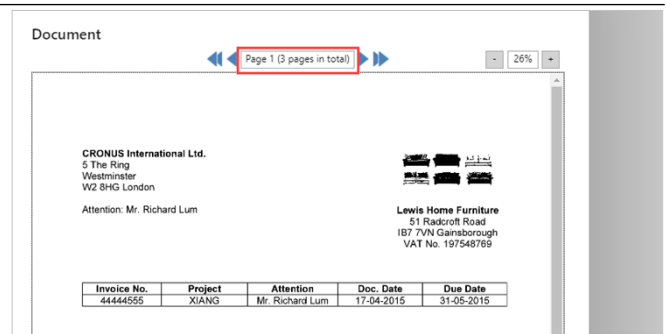 Document
Page 1 (3 pages in total)
- 26% +
CRONUS International Ltd.
5 The Ring
Westminster
W2 8HG London
Attention: Mr. Richard Lum
Lewis Home Furniture
51 Radcroft Road
IB7 7VN Gainsborough
VAT No. 197548769
Invoice No. Project Attention Doc. Date Due Date
44444555 XIANG Mr. Richard Lum 17-04-2015 31-05-2015